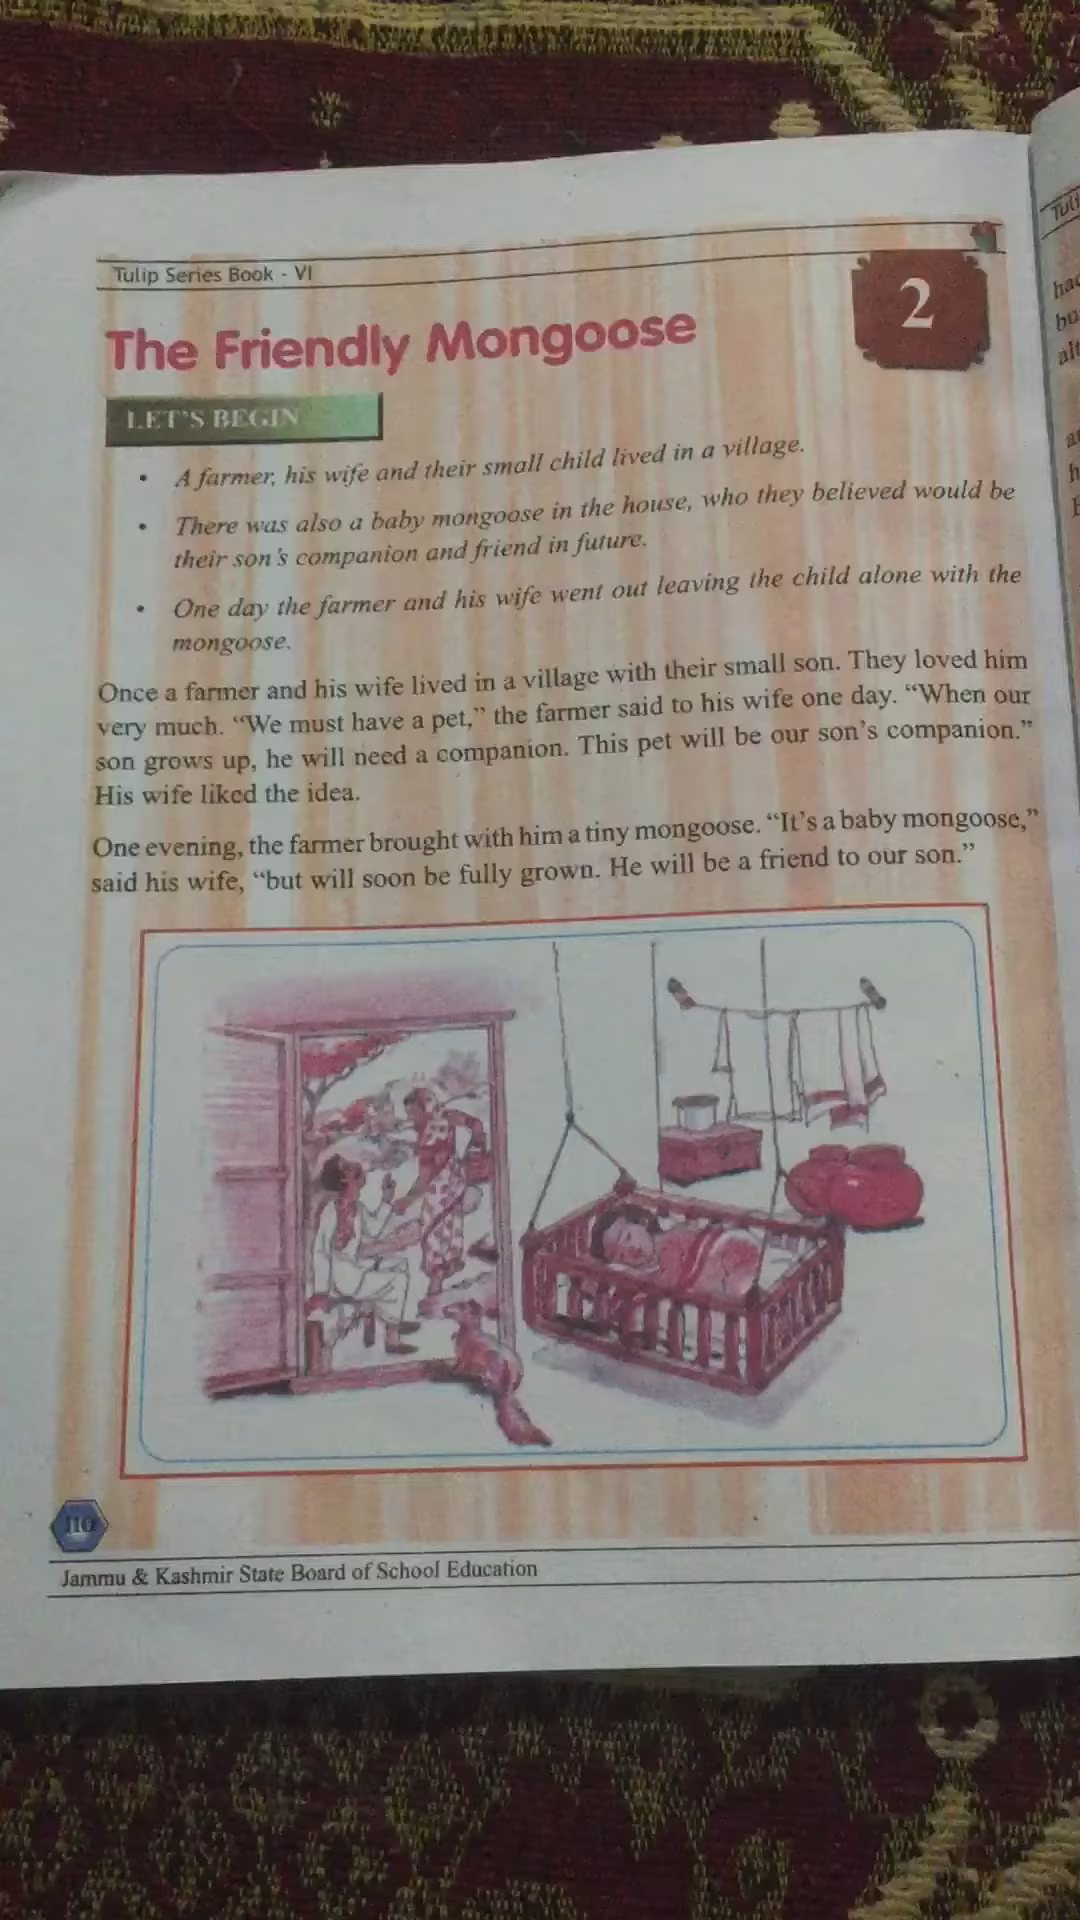 Tulip Series Book - VI
2
The Friendly Mongoose
LET'S BEGIN
• A farmer, his wife and their small child lived in a village.
• There was also a baby mongoose in the house, who they believed would be
their son's companion and friend in future.
• One day the farmer and his wife went out leaving the child alone with the
mongoose.
Once a farmer and his wife lived in a village with their small son. They loved him
very much. “We must have a pet,” the farmer said to his wife one day. “When our
son grows up, he will need a companion. This pet will be our son’s companion.”
His wife liked the idea.
One evening, the farmer brought with him a tiny mongoose. “It’s a baby mongoose,”
said his wife, “but will soon be fully grown. He will be a friend to our son.”
110
Jammu & Kashmir State Board of School Education